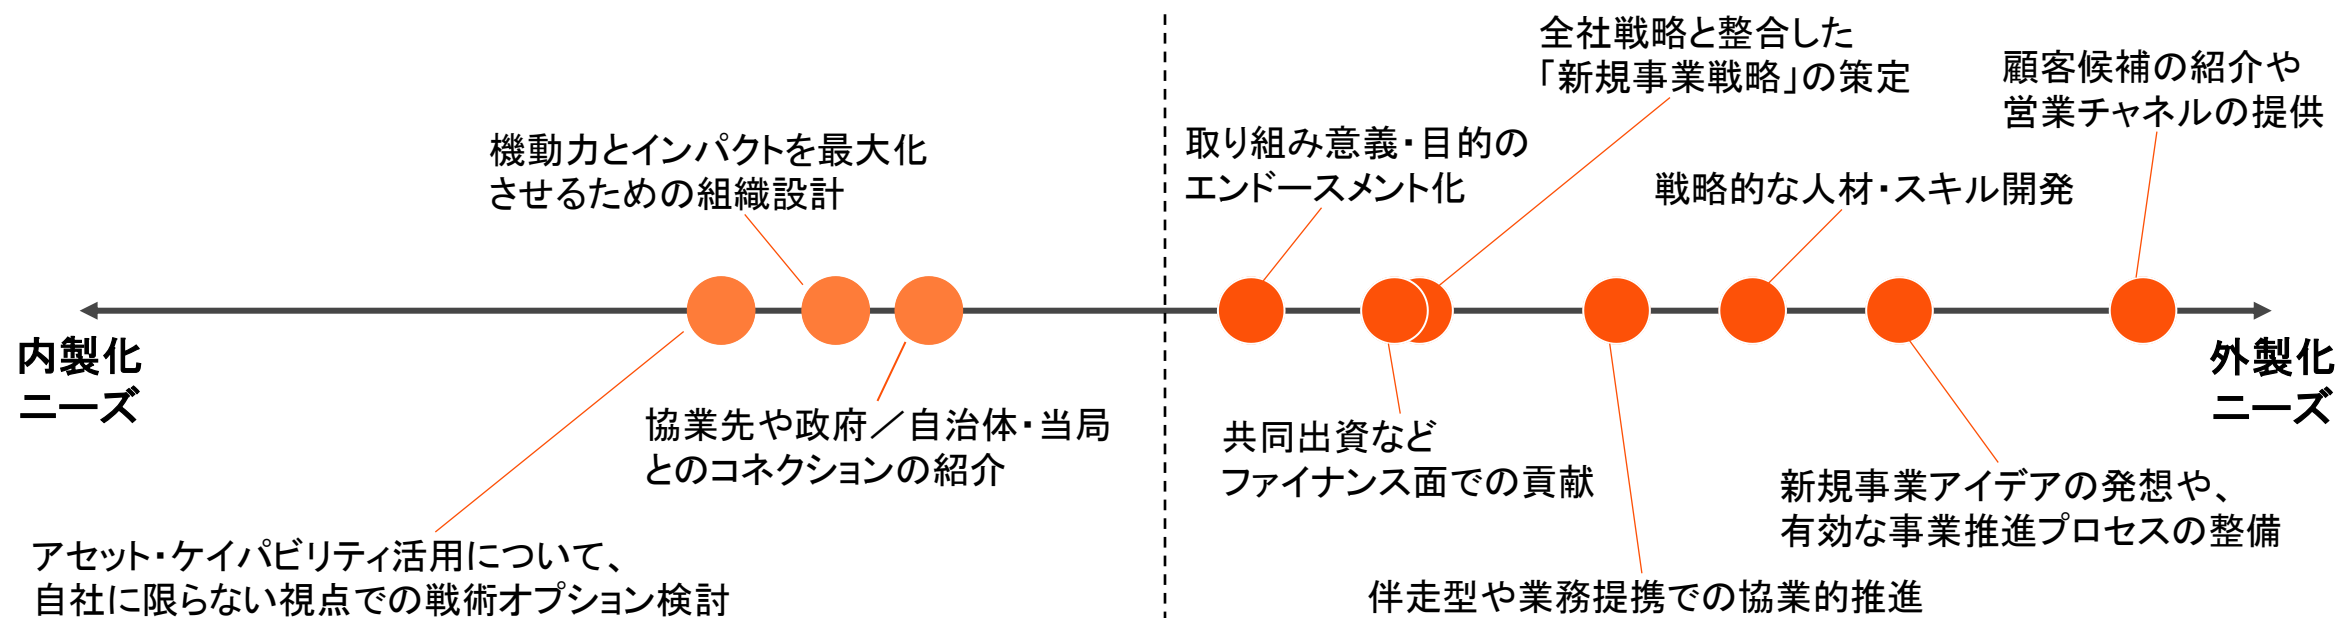 全社戦略と整合した
「新規事業戦略」の策定
顧客候補の紹介や
営業チャネルの提供
機動力とインパクトを最大化
させるための組織設計
取り組み意義・目的の
エンドースメント化
戦略的な人材・スキル開発
内製化
ニーズ
外製化
ニーズ
協業先や政府／自治体・当局
とのコネクションの紹介
共同出資など
ファイナンス面での貢献
新規事業アイデアの発想や、
有効な事業推進プロセスの整備
アセット・ケイパビリティ活用について、
自社に限らない視点での戦術オプション検討
伴走型や業務提携での協業的推進